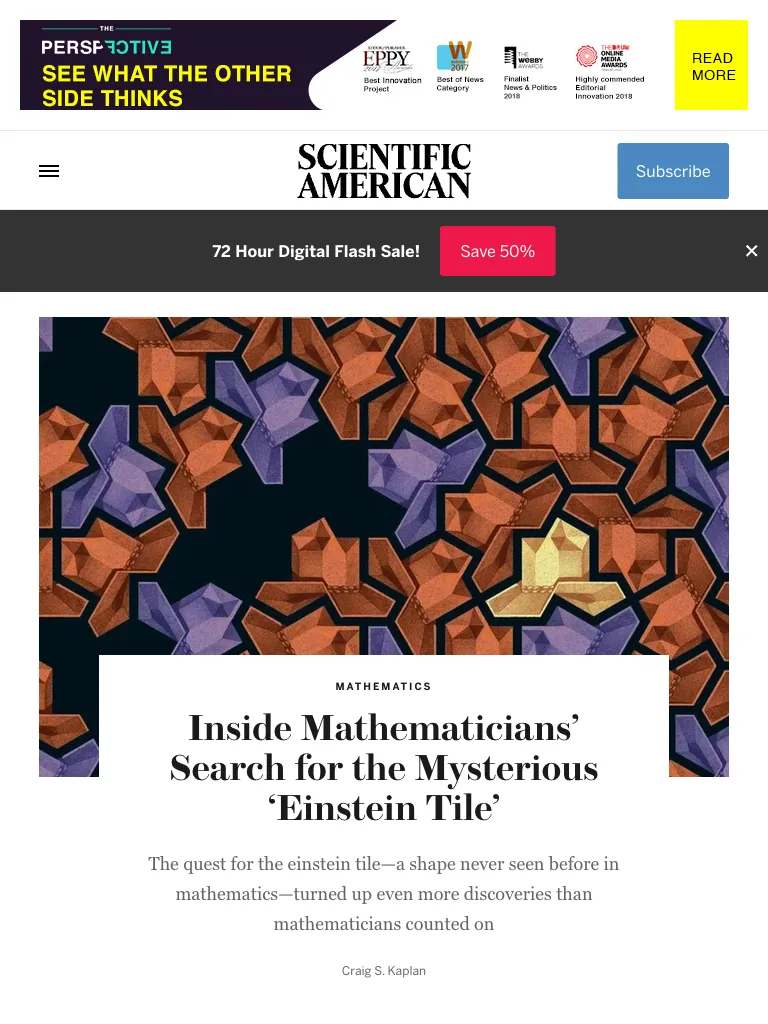 THE
PERSPECTIVE
SEE WHAT THE OTHER
SIDE THINKS
EPPY
2017 Awards
Best Innovation
Project
W
2017
Best of News
Category
THE
WEBBY
AWARDS
Finalist
News & Politics
2018
THE DRUM
ONLINE
MEDIA
AWARDS
Highly commended
Editorial
Innovation 2018
READ
MORE
SCIENTIFIC
AMERICAN
Subscribe
72 Hour Digital Flash Sale!
Save 50%
MATHEMATICS
Inside Mathematicians’
Search for the Mysterious
‘Einstein Tile’
The quest for the einstein tile—a shape never seen before in
mathematics—turned up even more discoveries than
mathematicians counted on
Craig S. Kaplan